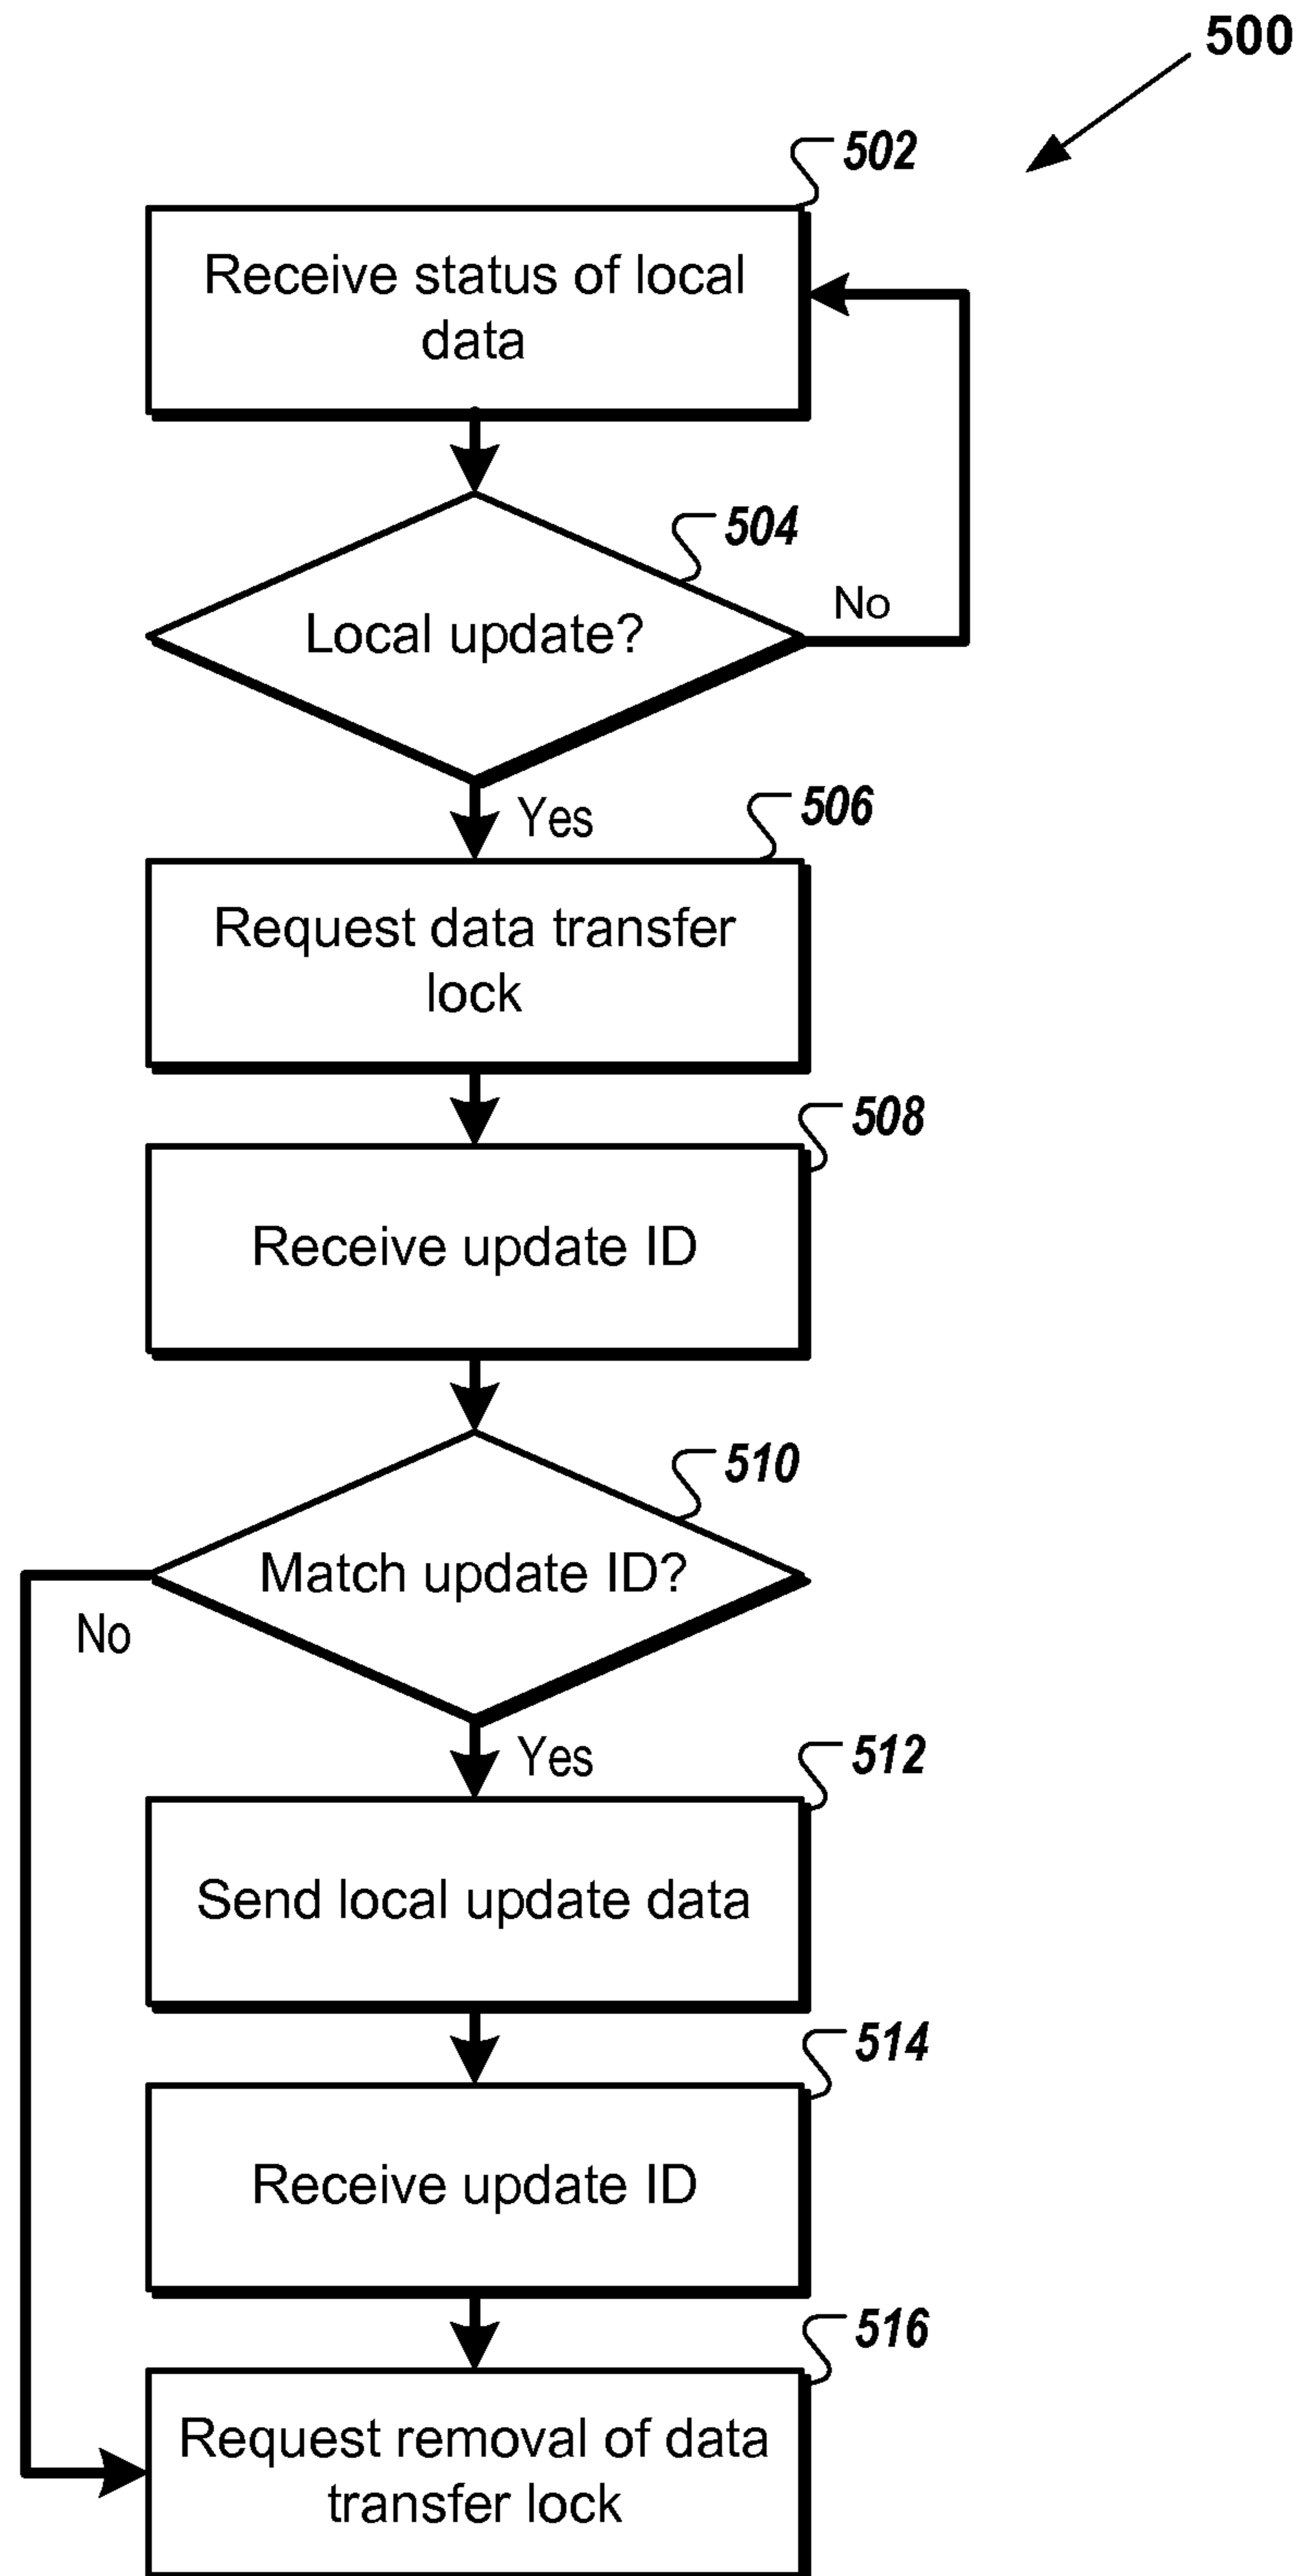 500
502
Receive status of local
data
504
Local update?
No
Yes
506
Request data transfer
lock
508
Receive update ID
510
Match update ID?
No
Yes
512
Send local update data
514
Receive update ID
516
Request removal of data
transfer lock